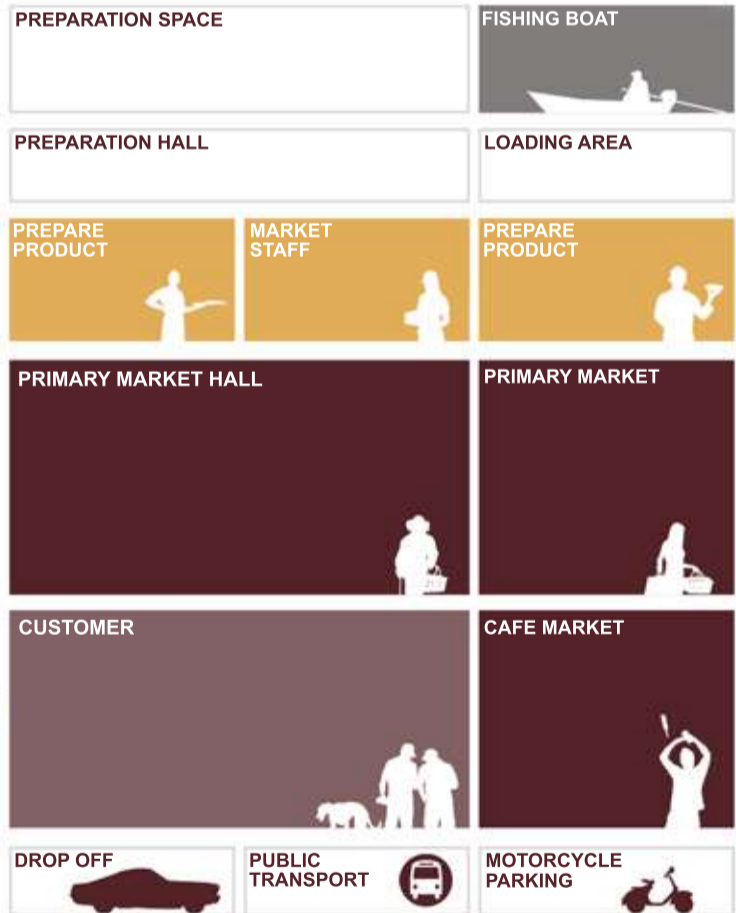 PREPARATION SPACE
FISHING BOAT
PREPARATION HALL
LOADING AREA
PREPARE
PRODUCT
MARKET
STAFF
PREPARE
PRODUCT
PRIMARY MARKET HALL
PRIMARY MARKET
CUSTOMER
CAFE MARKET
DROP OFF
PUBLIC
TRANSPORT
MOTORCYCLE
PARKING